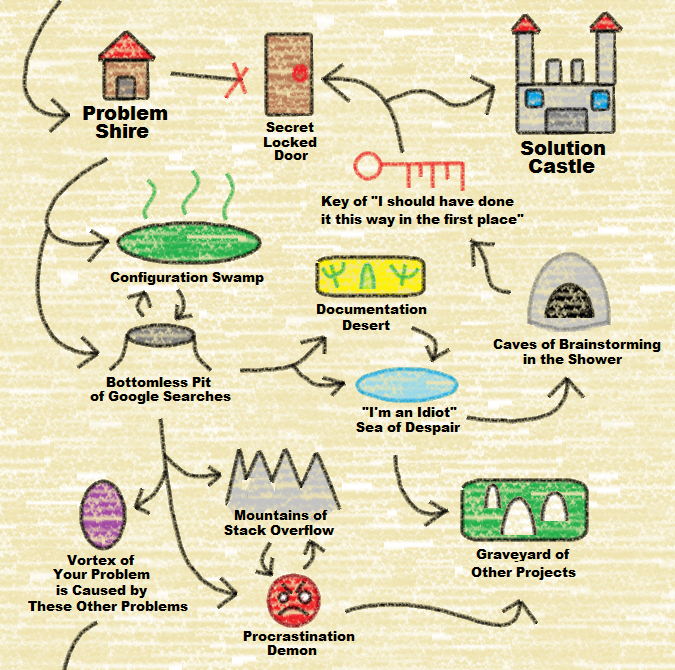 Problem
Shire
Secret
Locked
Door
Solution
Castle
Key of "I should have done
it this way in the first place"
Configuration Swamp
Documentation
Desert
Caves of Brainstorming
in the Shower
Bottomless Pit
of Google Searches
"I'm an Idiot"
Sea of Despair
Mountains of
Stack Overflow
Graveyard of
Other Projects
Vortex of
Your Problem
is Caused by
These Other Problems
Procrastination
Demon